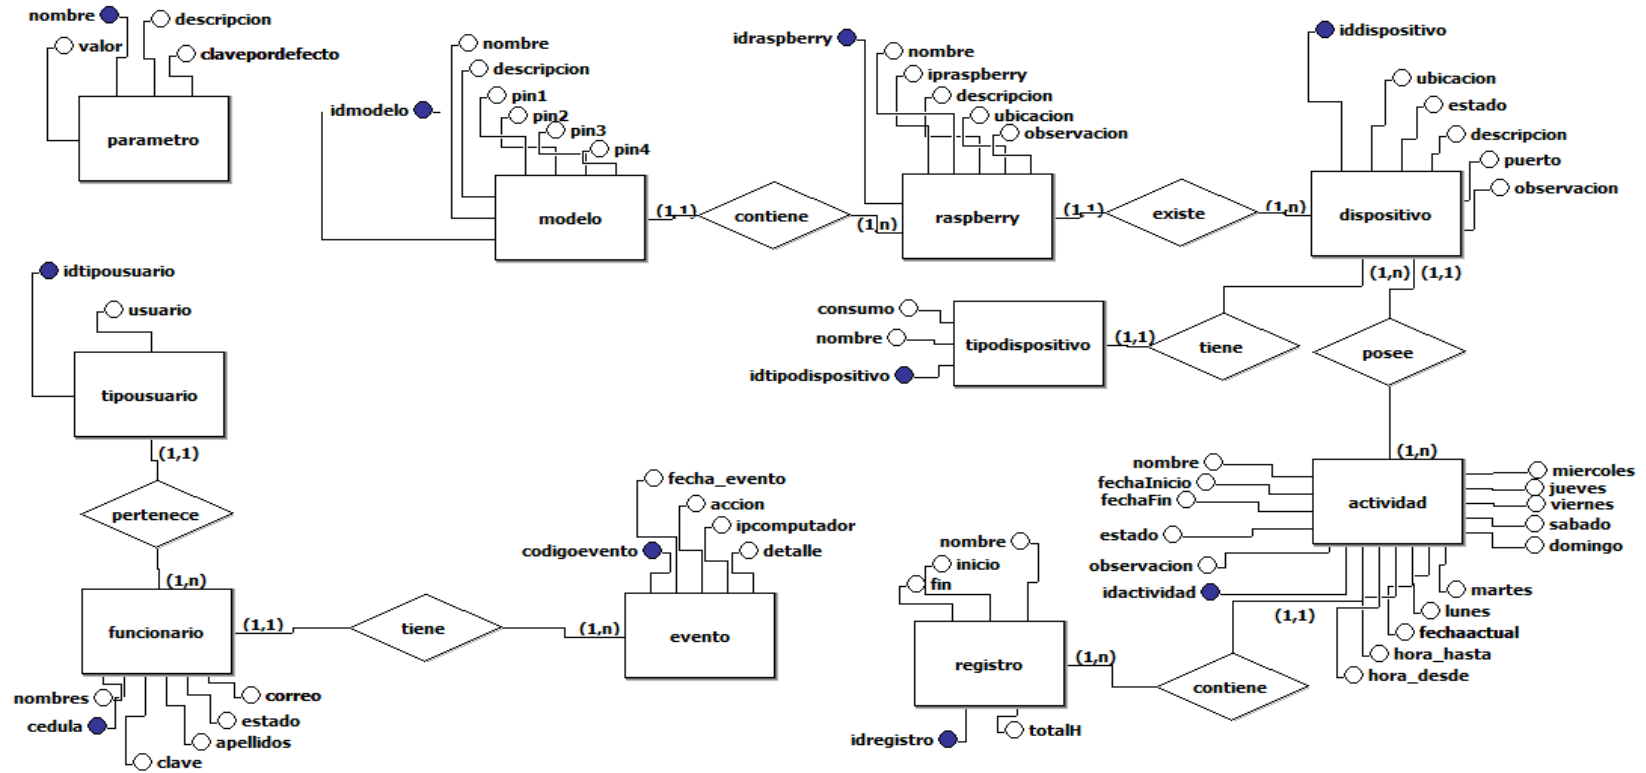 nombre
descripcion
valor
clavepordefecto
parametro
nombre
descripcion
idmodelo
pin1
pin2
pin3
pin4
modelo
(1,1)
contiene
(1,n)
idraspberry
nombre
ipraspberry
descripcion
ubicacion
observacion
raspberry
(1,1)
existe
(1,n)
iddispositivo
ubicacion
estado
descripcion
puerto
observacion
dispositivo
(1,n)
(1,1)
idtipousuario
usuario
tipousuario
(1,1)
pertenece
(1,n)
consumo
nombre
idtipodispositivo
tipodispositivo
(1,1)
tiene
posee
(1,n)
funcionario
nombres
cedula
clave
apellidos
estado
correo
(1,1)
tiene
(1,n)
fecha_evento
accion
ipcomputador
codigoevento
detalle
evento
nombre
fechaInicio
fechaFin
estado
observacion
idactividad
actividad
miercoles
jueves
viernes
sabado
domingo
martes
lunes
fechaactual
hora_hasta
hora_desde
(1,1)
nombre
inicio
fin
registro
(1,n)
contiene
idregistro
totalH